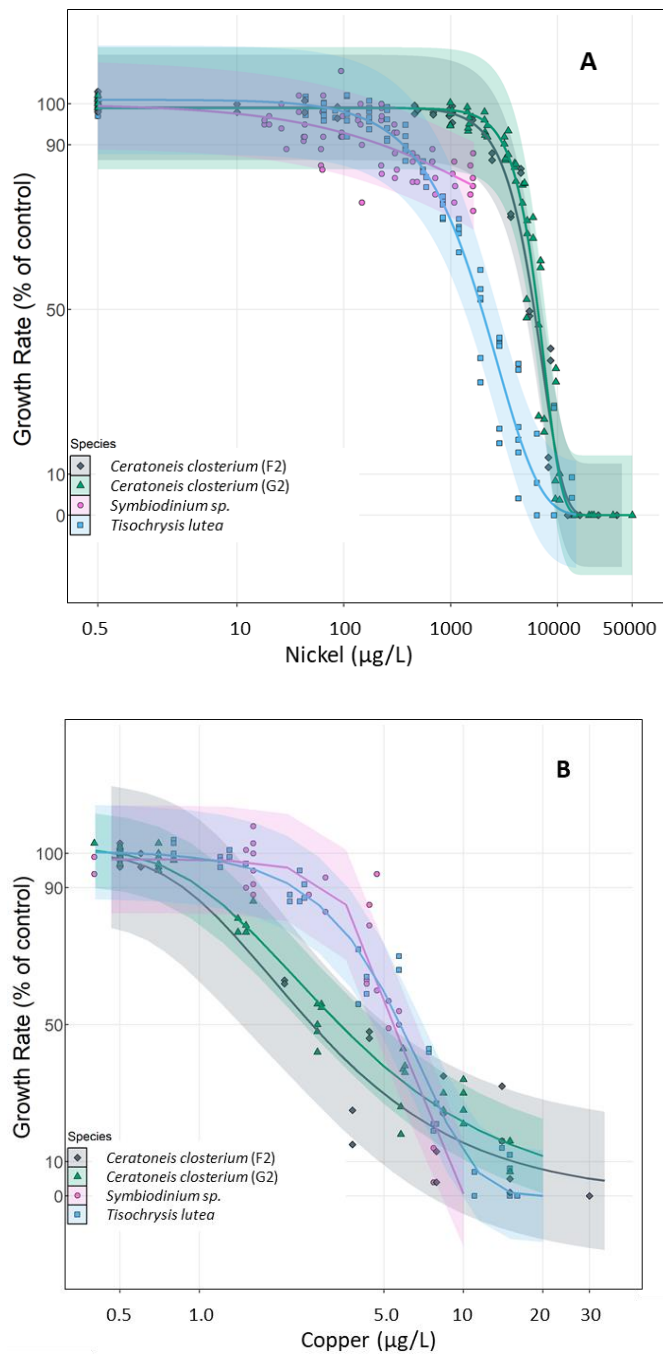 A
100
90
50
10
0
Growth Rate (% of control)
Species
Ceratoneis closterium (F2)
Ceratoneis closterium (G2)
Symbiodinium sp.
Tisochrysis lutea
0.5 10 100 1000 10000 50000
Nickel (µg/L)
B
100
90
50
10
0
Growth Rate (% of control)
Species
Ceratoneis closterium (F2)
Ceratoneis closterium (G2)
Symbiodinium sp.
Tisochrysis lutea
0.5 1.0 5.0 10 20 30
Copper (µg/L)